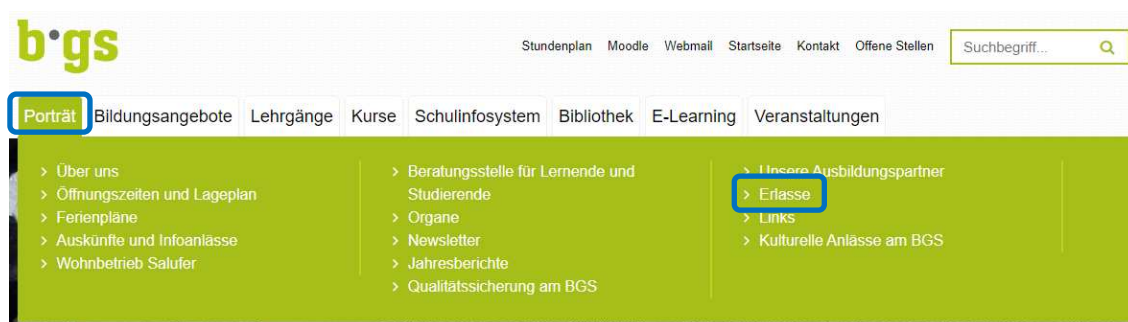 b·gs
Stundenplan Moodle Webmail Startseite Kontakt Offene Stellen Suchbegriff...
Porträt Bildungsangebote Lehrgänge Kurse Schulinfosystem Bibliothek E-Learning Veranstaltungen
> Über uns
> Öffnungszeiten und Lageplan
> Ferienpläne
> Auskünfte und Infoanlässe
> Wohnbetrieb Salufer
> Beratungsstelle für Lernende und
Studierende
> Organe
> Newsletter
> Jahresberichte
> Qualitätssicherung am BGS
> Unsere Ausbildungspartner
> Erlasse
> Links
> Kulturelle Anlässe am BGS